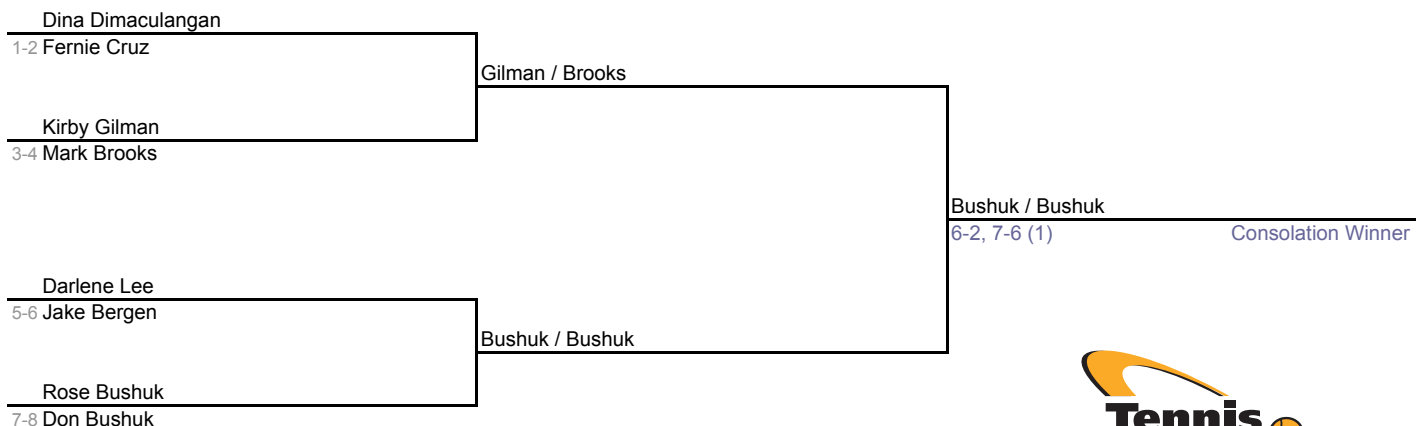 Dina Dimaculangan
1-2 Fernie Cruz
Gilman / Brooks
Kirby Gilman
3-4 Mark Brooks
Bushuk / Bushuk
6-2, 7-6 (1) Consolation Winner
Darlene Lee
5-6 Jake Bergen
Bushuk / Bushuk
Rose Bushuk
7-8 Don Bushuk
Tennis